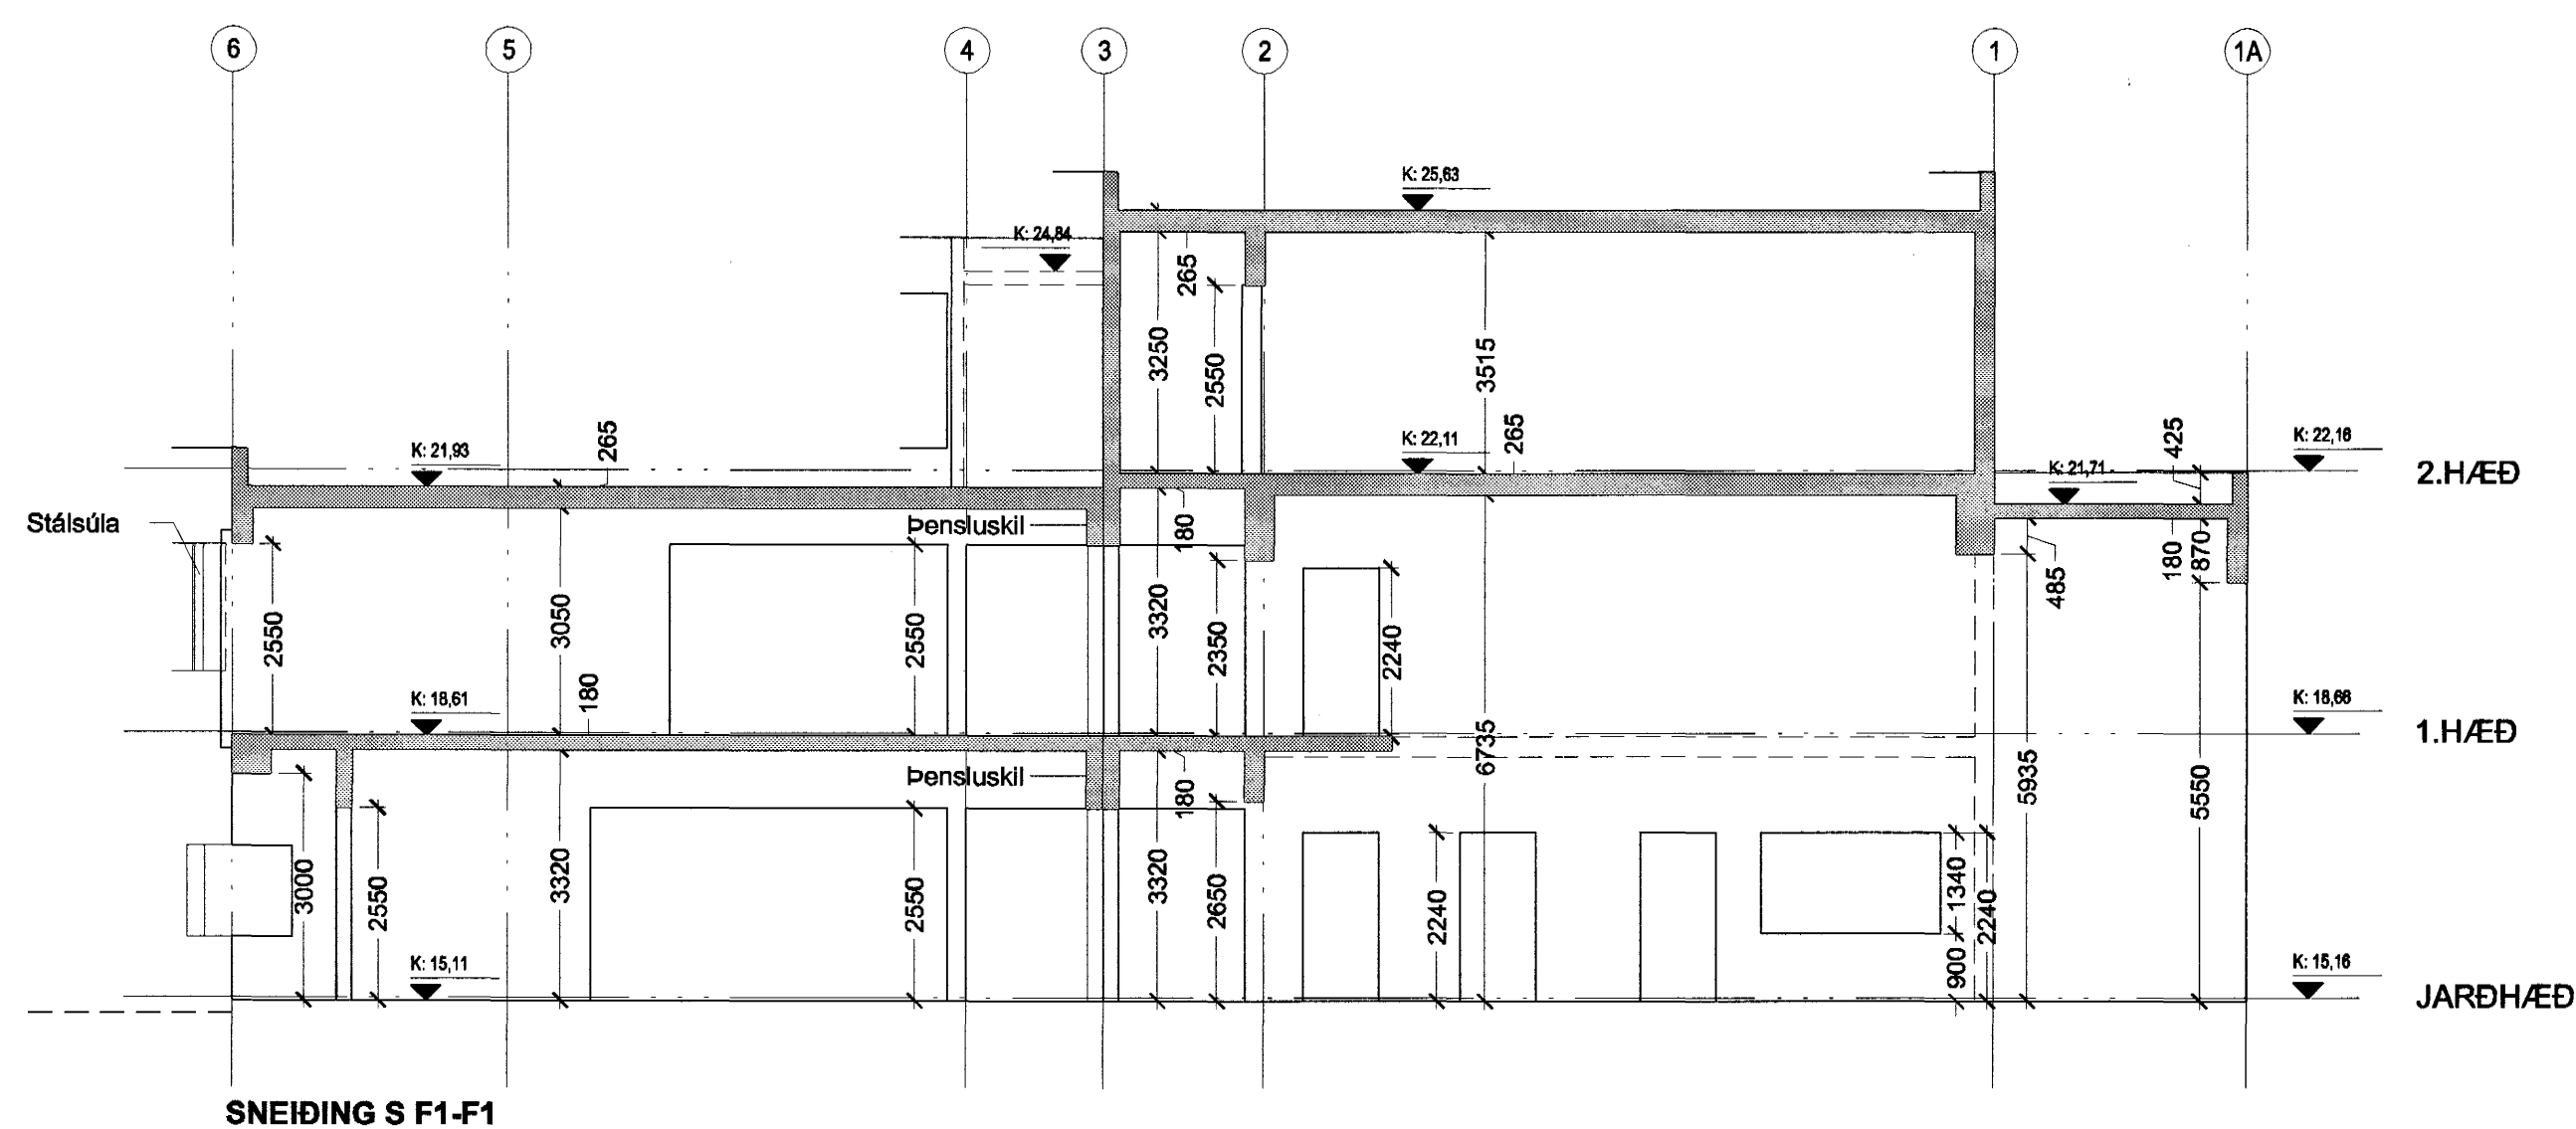 6 5 4 3 2 1 1A
K: 25,63
K: 24,84
265
3250
2550
3515
K: 21,93
265
K: 22,11
265
425
K: 22,16
K: 21,71
2.HÆÐ
Stálsúla
Þensluskil
180
180
870
485
2550
3050
2550
3320
2350
2240
K: 18,61
180
K: 18,66
1.HÆÐ
6735
Þensluskil
180
5935
5550
3000
2550
3320
2550
3320
2650
2240
1340
2240
900
K: 15,11
K: 15,16
JARÐHÆÐ
SNEIÐING S F1-F1